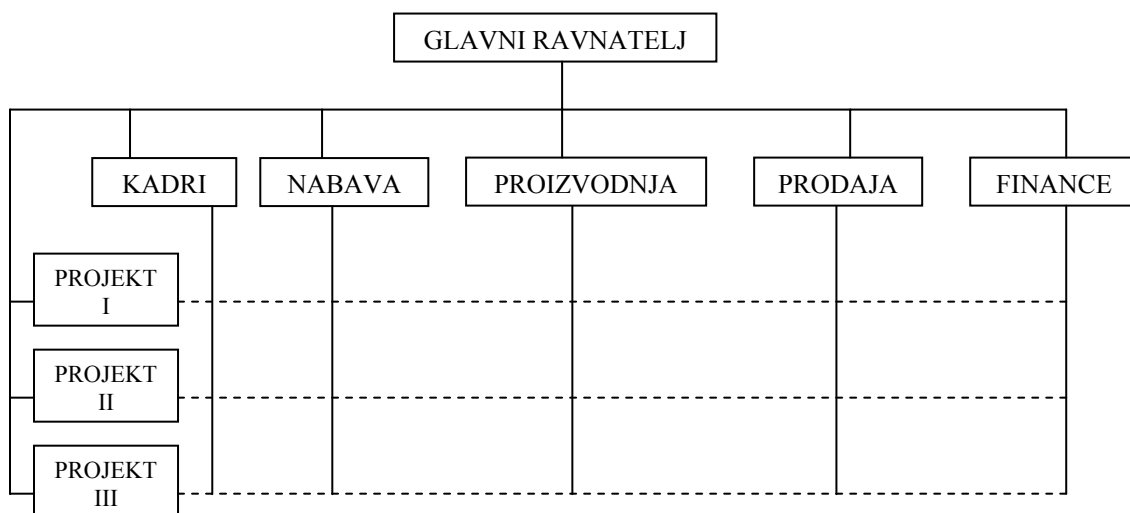 GLAVNI RAVNATELJ
KADRI
NABAVA
PROIZVODNJA
PRODAJA
FINANCE
PROJEKT
I
PROJEKT
II
PROJEKT
III